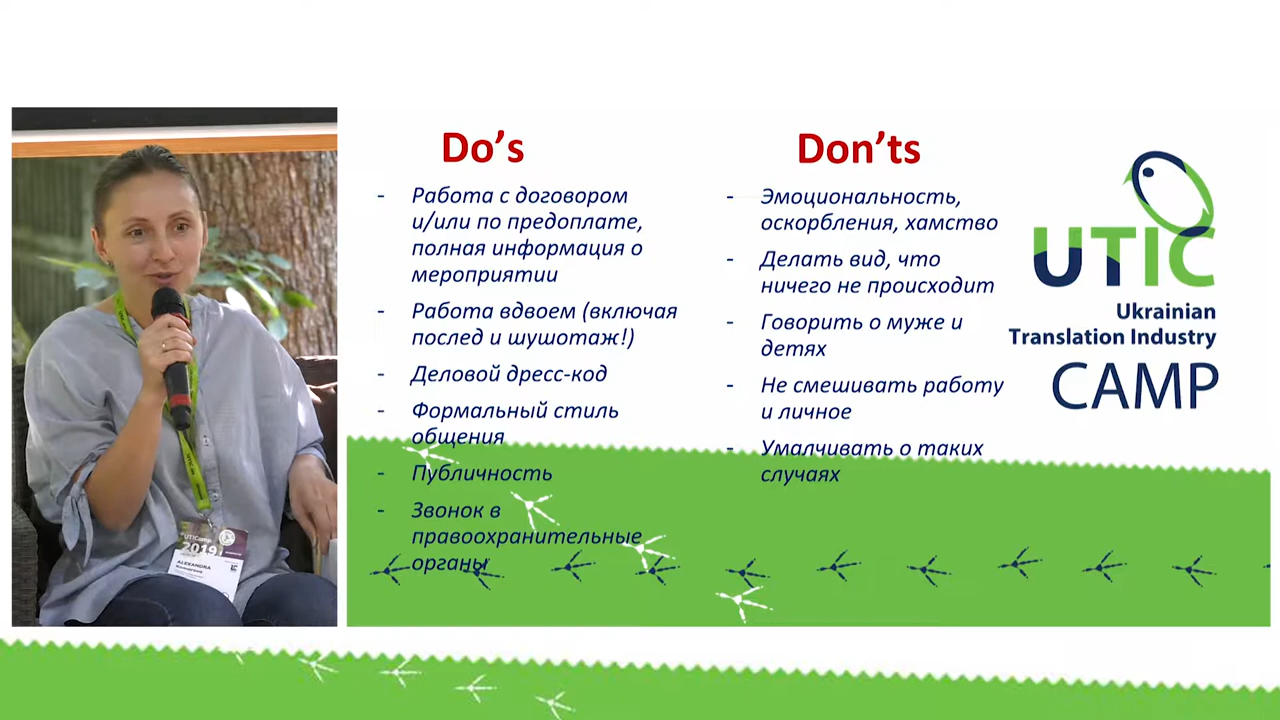 Do’s
- Работа с договором
и/или по предоплате,
полная информация о
мероприятии
- Работа вдвоем (включая
послед и шушотаж!)
- Деловой дресс-код
- Формальный стиль
общения
- Публичность
- Звонок в
правоохранительные
органы
Don’ts
- Эмоциональность,
оскорбления, хамство
- Делать вид, что
ничего не происходит
- Говорить о муже и
детях
- Не смешивать работу
и личное
- Умалчивать о таких
случаях
UTIC
Ukrainian
Translation Industry
CAMP
UTICamp
2019
ALEXANDRA